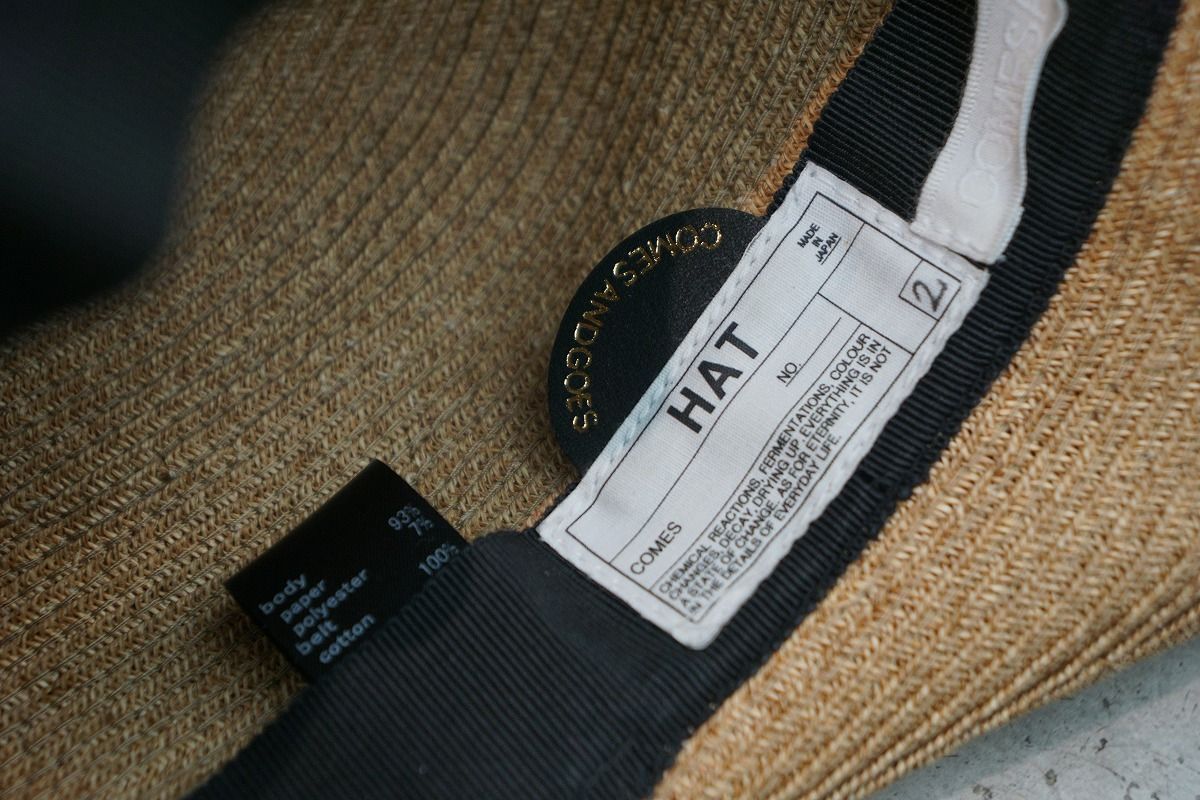 COMES
COMESANDGOES
MADE
IN
JAPAN
HAT
2
NO.
COMES
CHEMICAL REACTIONS, FERMENTATIONS, COLOUR
CHANGES, DECAY, DRYING UP. EVERYTHING IS IN
A STATE OF CHANGE. AS FOR ETERNITY, IT IS NOT
IN THE DETAILS OF EVERYDAY LIFE.
body
paper 93%
polyester 7%
belt
cotton 100%